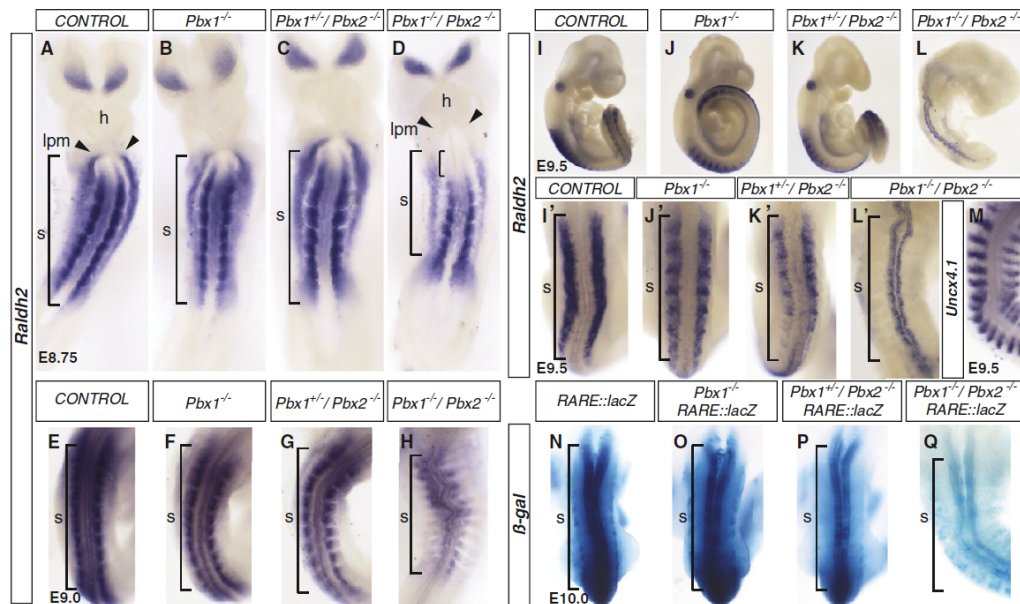 CONTROL
Pbx1-/-
Pbx1+/-/ Pbx2 -/-
Pbx1-/-/ Pbx2 -/-
Raldh2
A
B
C
D
h
h
lpm
lpm
s
s
s
s
E8.75
CONTROL
Pbx1-/-
Pbx1+/-/ Pbx2 -/-
Pbx1-/-/ Pbx2 -/-
E
F
G
H
s
s
s
s
E9.0
CONTROL
Pbx1-/-
Pbx1+/-/ Pbx2 -/-
Pbx1-/-/ Pbx2 -/-
Raldh2
I
J
K
L
E9.5
CONTROL
Pbx1-/-
Pbx1+/-/ Pbx2 -/-
Pbx1-/-/ Pbx2 -/-
I'
J'
K'
L'
M
s
s
s
s
Uncx4.1
E9.5
E9.5
RARE::lacZ
Pbx1-/-
RARE::lacZ
Pbx1+/-/ Pbx2 -/-
RARE::lacZ
Pbx1-/-/ Pbx2 -/-
RARE::lacZ
ß-gal
N
O
P
Q
s
s
s
s
E10.0